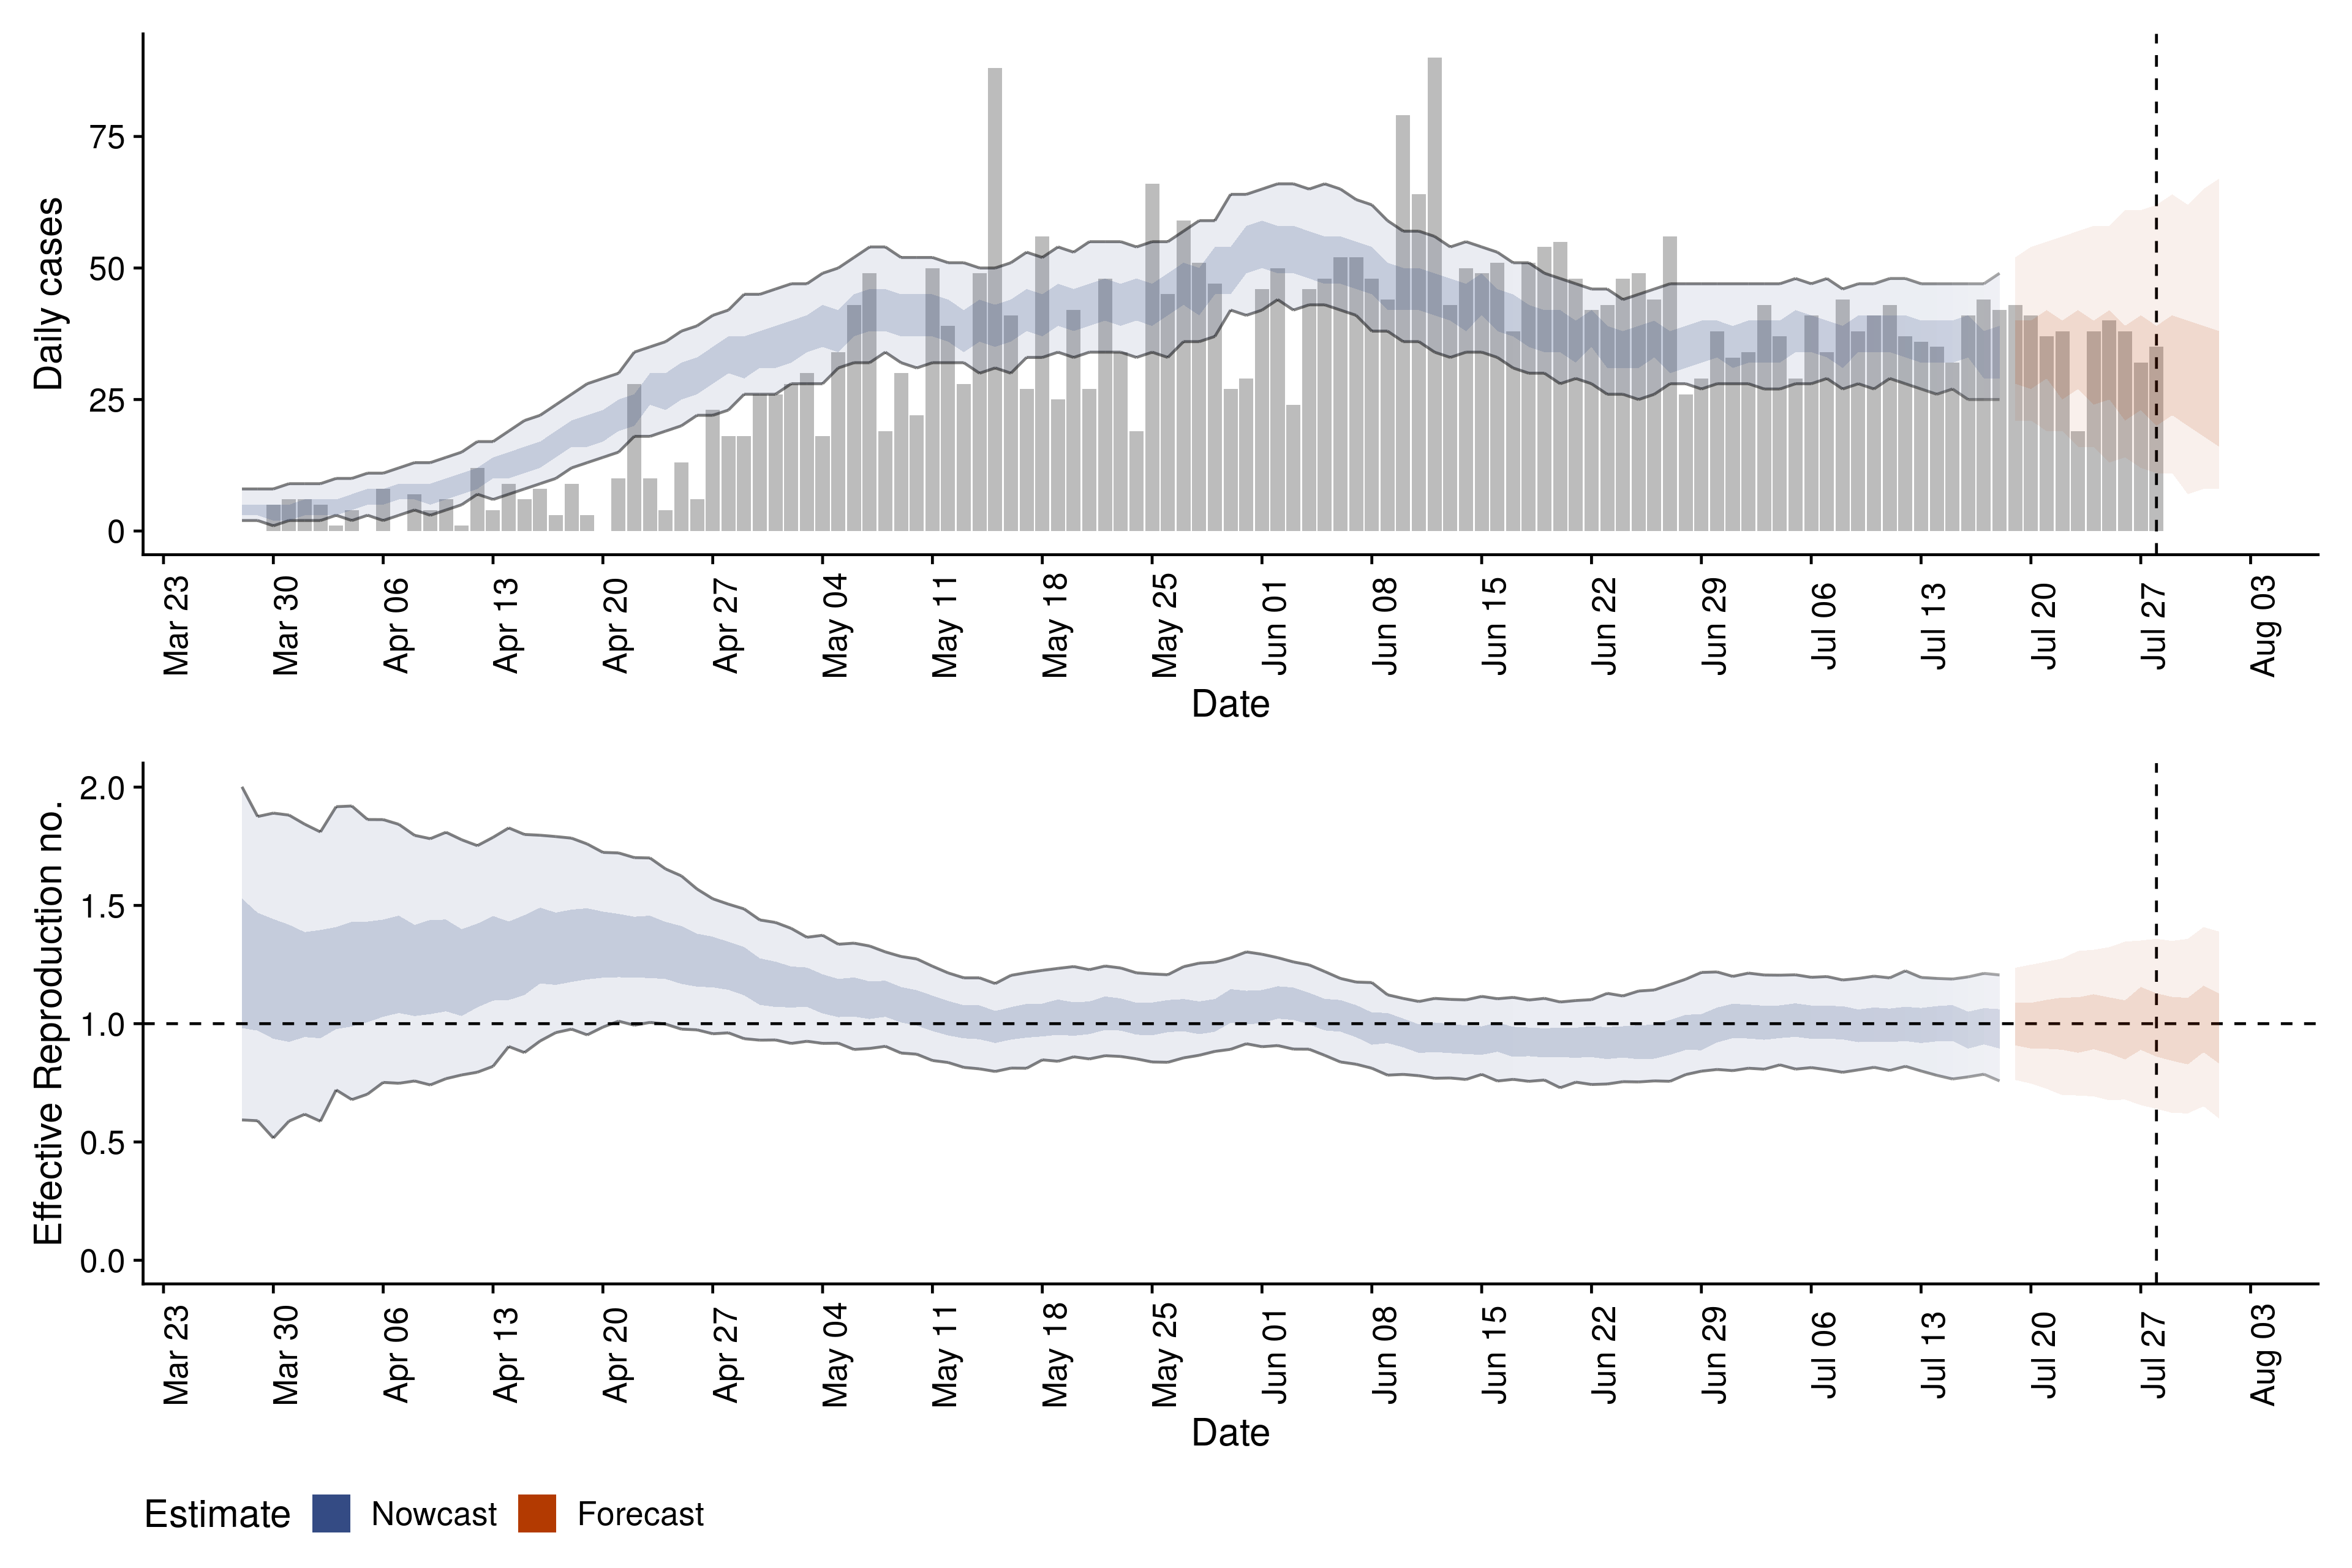 Daily cases
75
50
25
0
Mar 23
Mar 30
Apr 06
Apr 13
Apr 20
Apr 27
May 04
May 11
May 18
May 25
Jun 01
Jun 08
Jun 15
Jun 22
Jun 29
Jul 06
Jul 13
Jul 20
Jul 27
Aug 03
Date
Effective Reproduction no.
2.0
1.5
1.0
0.5
0.0
Mar 23
Mar 30
Apr 06
Apr 13
Apr 20
Apr 27
May 04
May 11
May 18
May 25
Jun 01
Jun 08
Jun 15
Jun 22
Jun 29
Jul 06
Jul 13
Jul 20
Jul 27
Aug 03
Date
Estimate Nowcast Forecast